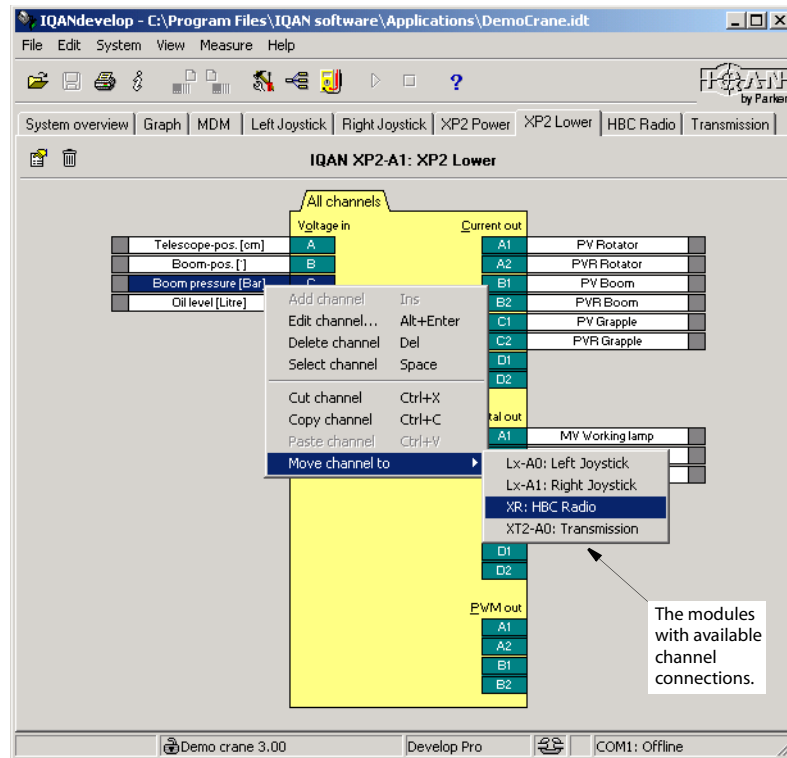 IQANdevelop - C:\Program Files\IQAN software\Applications\DemoCrane.idt
File Edit System View Measure Help
IQAN
by Parker
System overview Graph MDM Left Joystick Right Joystick XP2 Power XP2 Lower HBC Radio Transmission
IQAN XP2-A1: XP2 Lower
All channels
Voltage in Current out
Telescope-pos. [cm] A A1 PV Rotator
Boom-pos. [°] B A2 PVR Rotator
Boom pressure [Bar] C B1 PV Boom
Oil level [Litre] B2 PVR Boom
C1 PV Grapple
C2 PVR Grapple
D1
D2
Add channel Ins
Edit channel... Alt+Enter
Delete channel Del
Select channel Space
Cut channel Ctrl+X
Copy channel Ctrl+C
Paste channel Ctrl+V
Move channel to
tal out
A1 MV Working lamp
Lx-A0: Left Joystick
Lx-A1: Right Joystick
XR: HBC Radio
XT2-A0: Transmission
D1
D2
PWM out
A1
A2
B1
B2
The modules
with available
channel
connections.
Demo crane 3.00 Develop Pro COM1: Offline